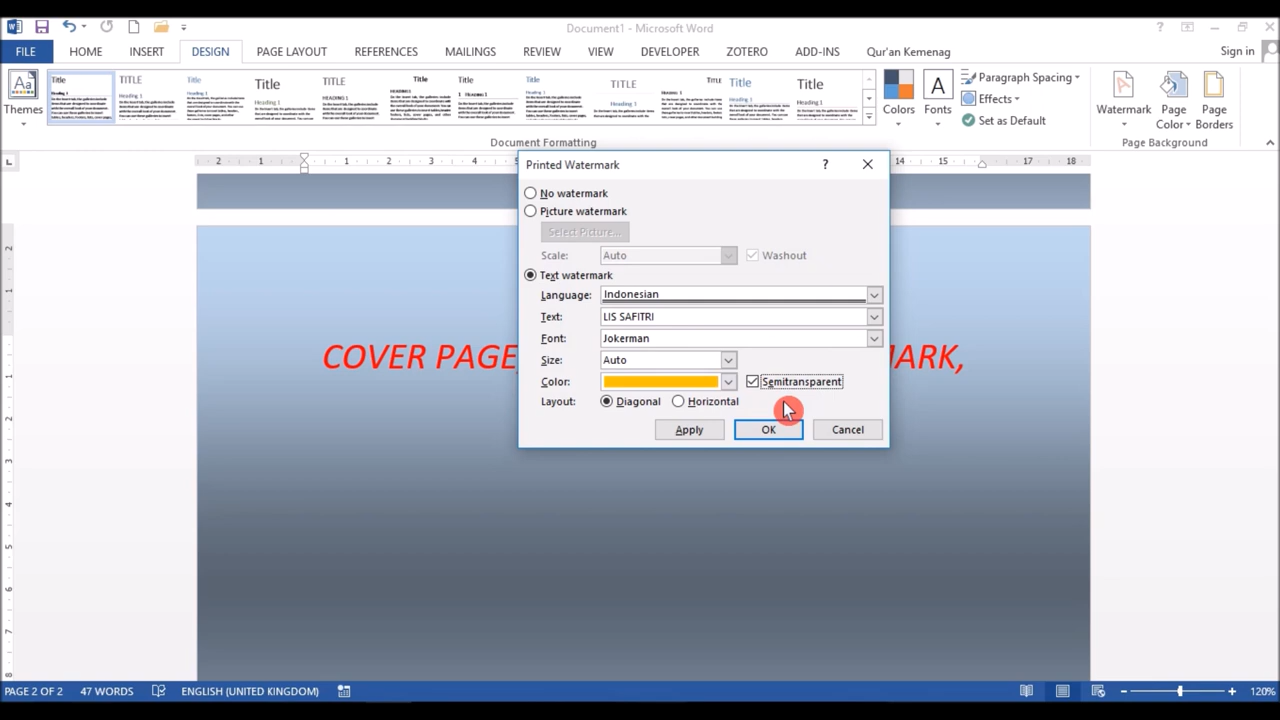 Document1 - Microsoft Word
FILE HOME INSERT DESIGN PAGE LAYOUT REFERENCES MAILINGS REVIEW VIEW DEVELOPER ZOTERO ADD-INS Qur'an Kemenag Sign in
Themes
Colors
Fonts
Paragraph Spacing
Effects
Set as Default
Watermark
Page Color
Page Borders
Document Formatting
Page Background
Printed Watermark
No watermark
Picture watermark
Select Picture...
Scale: Auto Washout
Text watermark
Language: Indonesian
Text: LIS SAFITRI
Font: Jokerman
Size: Auto
Color: Semitransparent
Layout: Diagonal Horizontal
Apply OK Cancel
COVER PAGE, MARK,
PAGE 2 OF 2 47 WORDS ENGLISH (UNITED KINGDOM) 120%